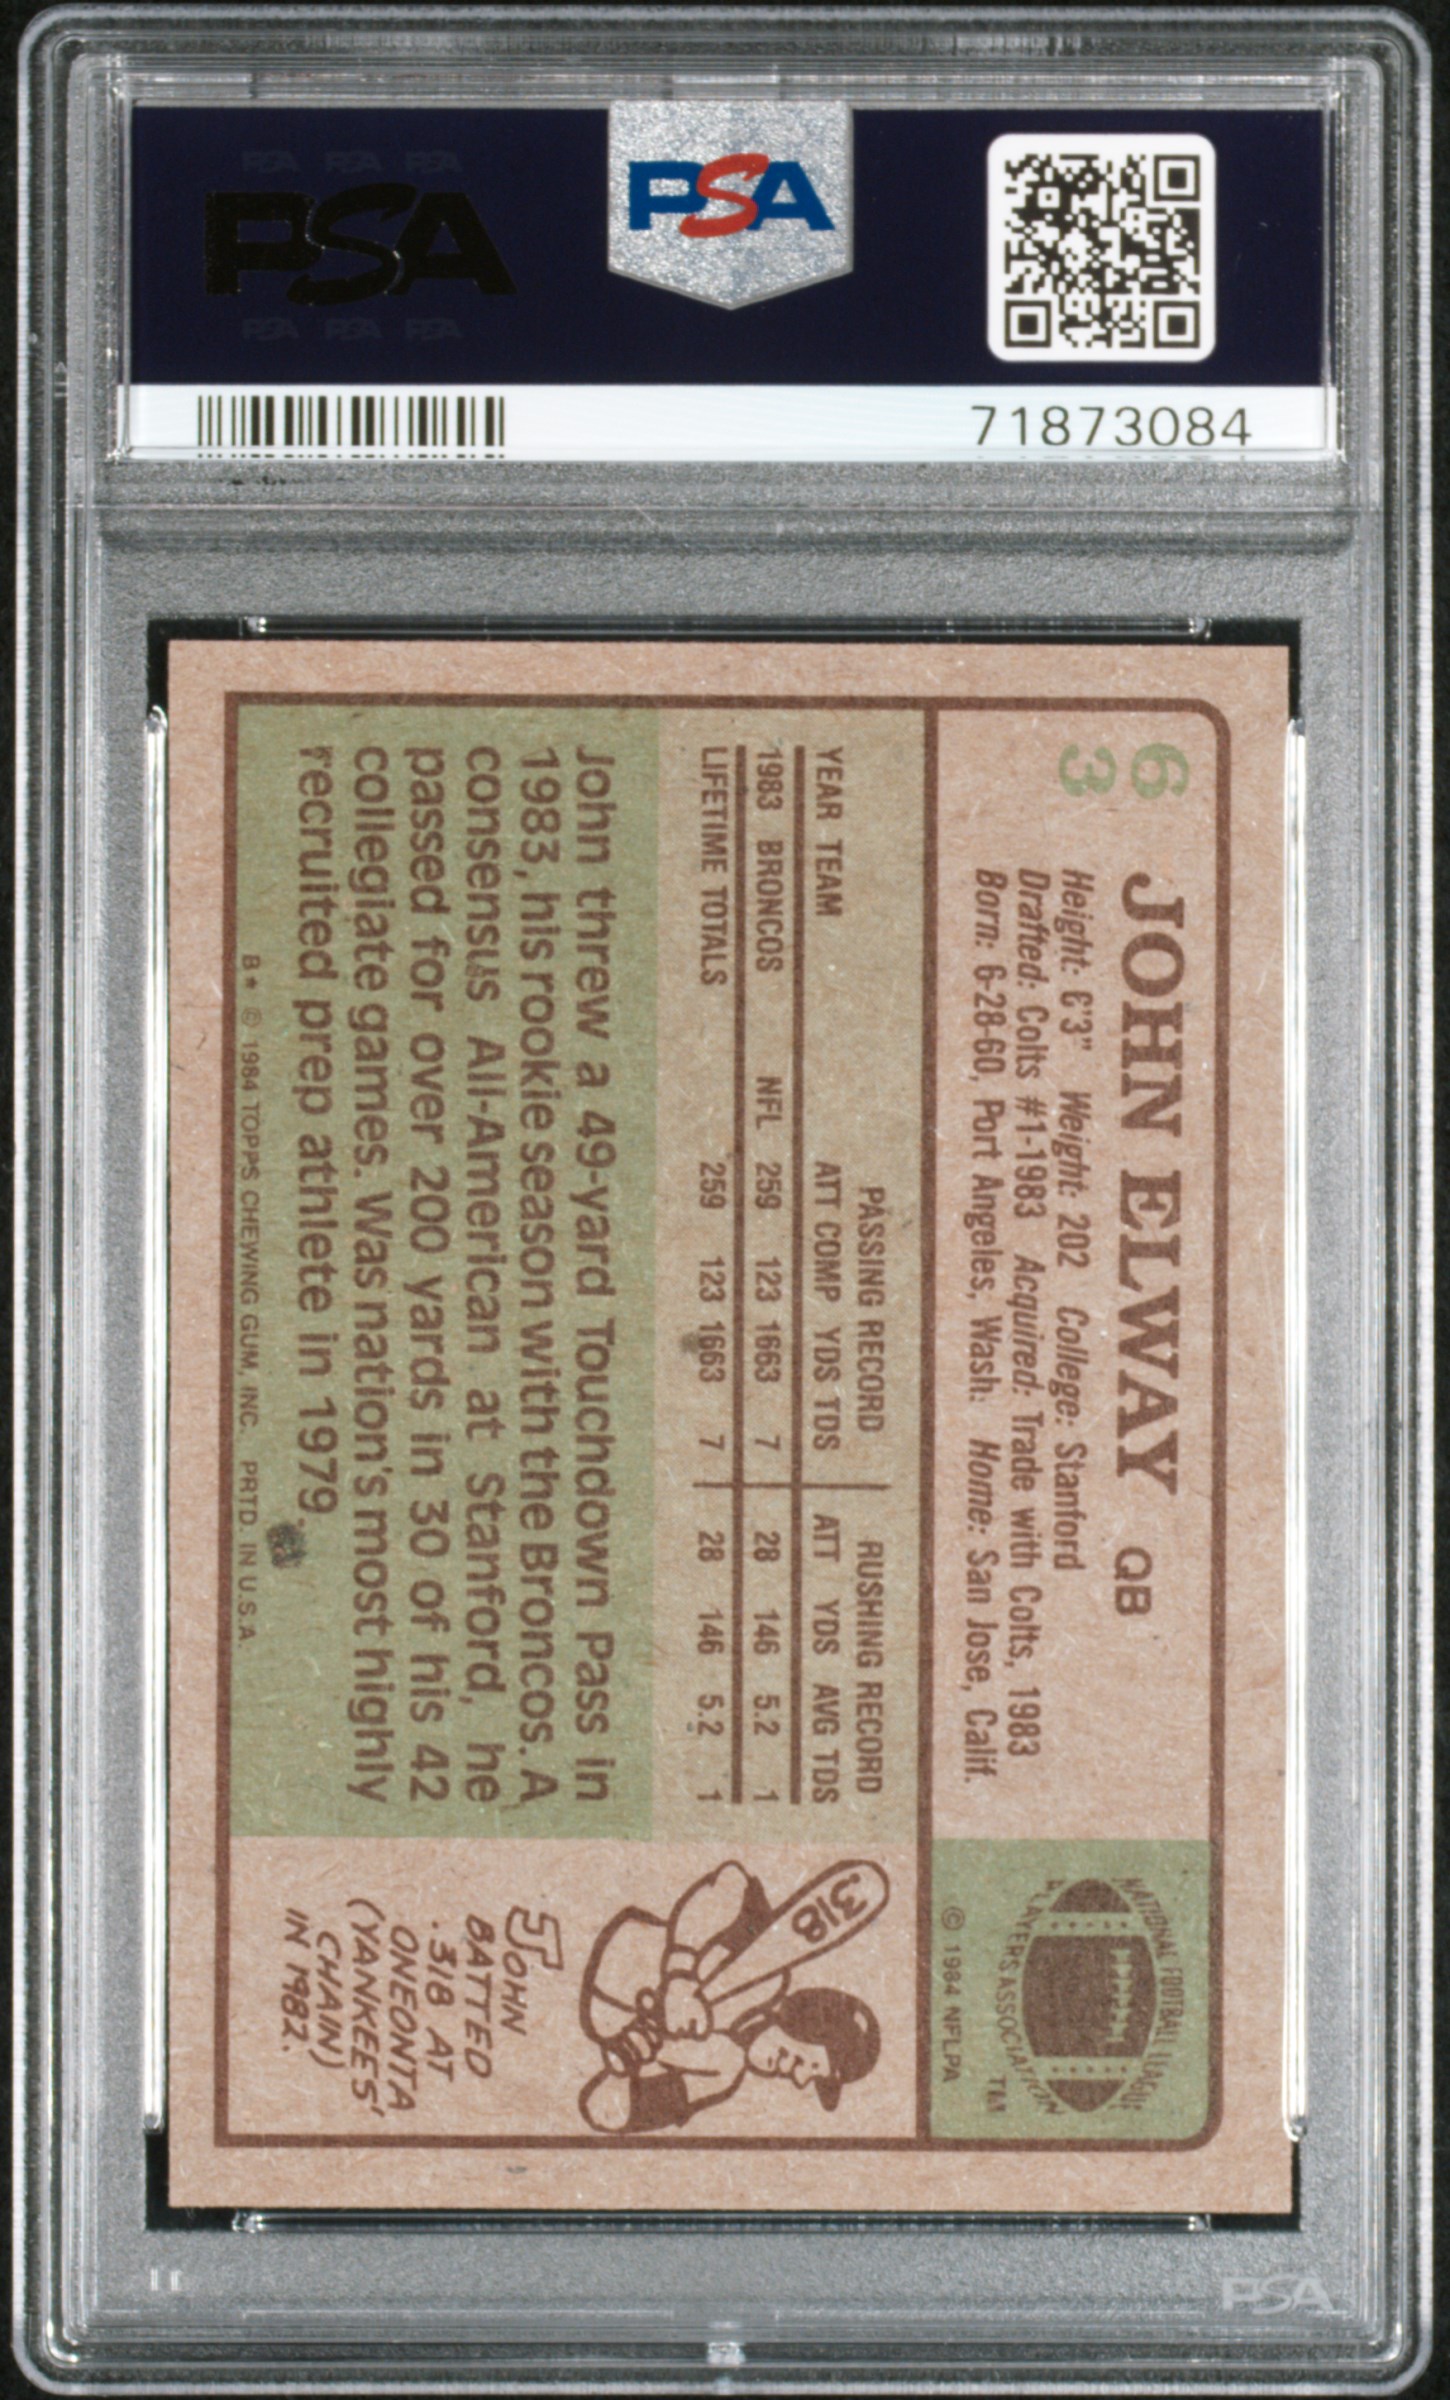 PSA PSA PSA
PSA
PSA PSA PSA
PSA
71873084
63
JOHN ELWAY QB
Height: 6'3" Weight: 202 College: Stanford
Drafted: Colts #1-1983 Acquired: Trade with Colts, 1983
Born: 6-28-60, Port Angeles, Wash. Home: San Jose, Calif.
NATIONAL FOOTBALL LEAGUE
PLAYERS ASSOCIATION
TM
© 1984 NFLPA
PASSING RECORD RUSHING RECORD
YEAR TEAM ATT COMP YDS TDS ATT YDS AVG TDS
1983 BRONCOS NFL 259 123 1663 7 28 146 5.2 1
LIFETIME TOTALS 259 123 1663 7 28 146 5.2 1
John threw a 49-yard Touchdown Pass in
1983, his rookie season with the Broncos. A
consensus All-American at Stanford, he
passed for over 200 yards in 30 of his 42
collegiate games. Was nation's most highly
recruited prep athlete in 1979.
B* © 1984 TOPPS CHEWING GUM, INC. PRTD. IN U.S.A.
318
JOHN
BATTED
.318 AT
ONEONTA
(YANKEES'
CHAIN)
IN 1982.
PSA